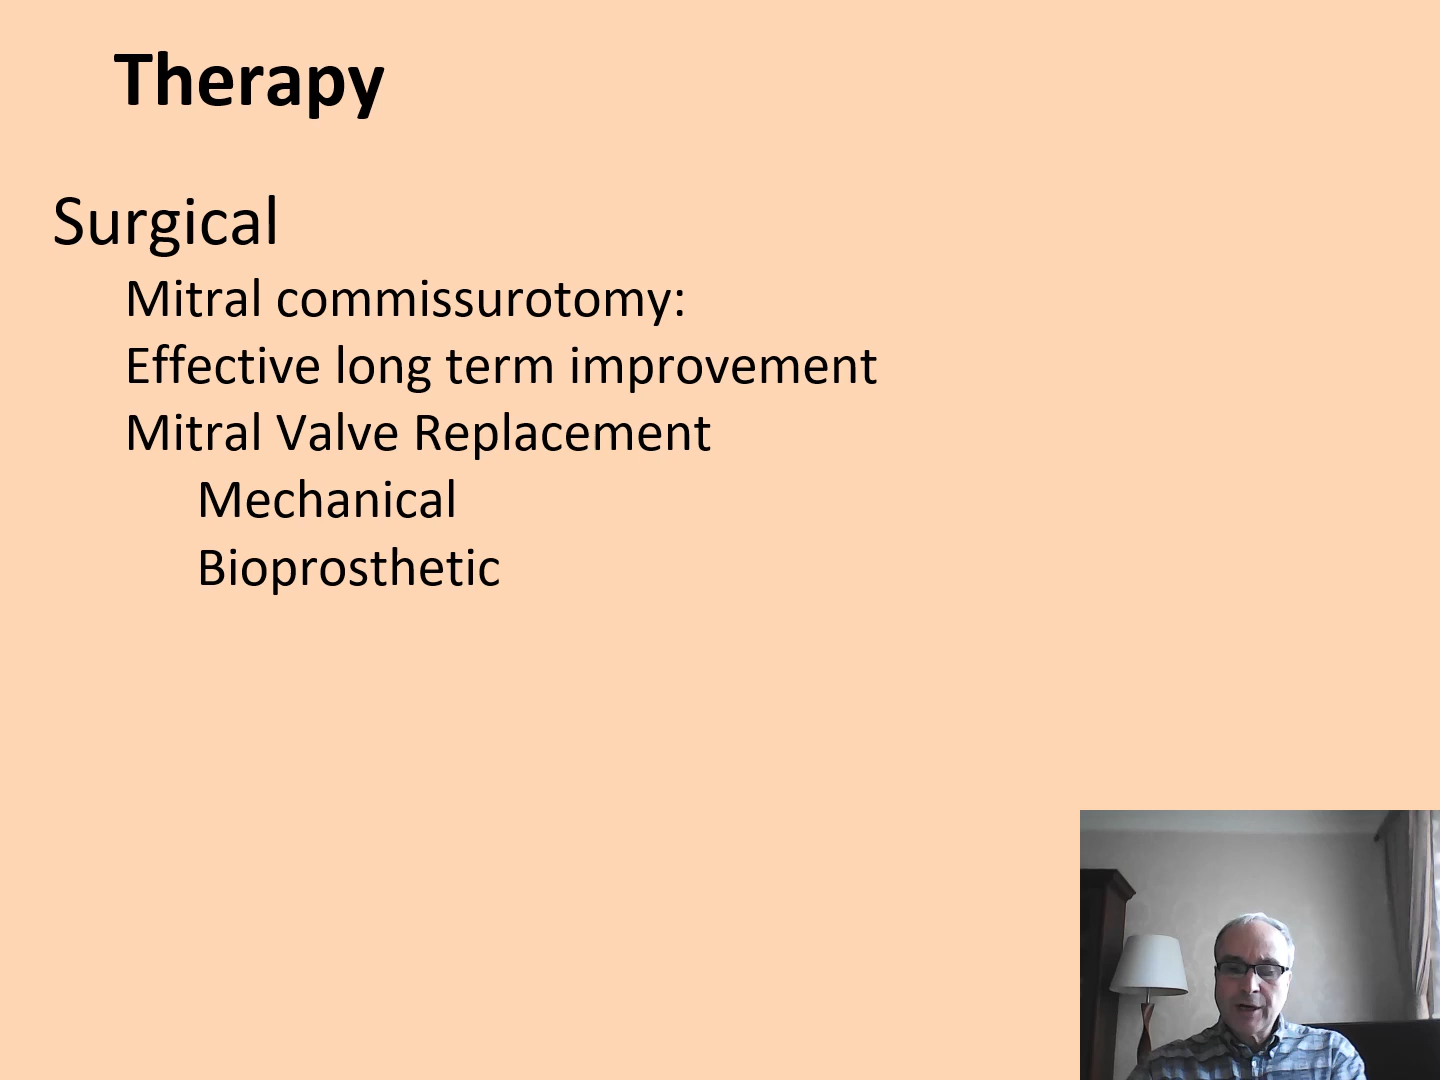 Therapy
Surgical
Mitral commissurotomy:
Effective long term improvement
Mitral Valve Replacement
Mechanical
Bioprosthetic